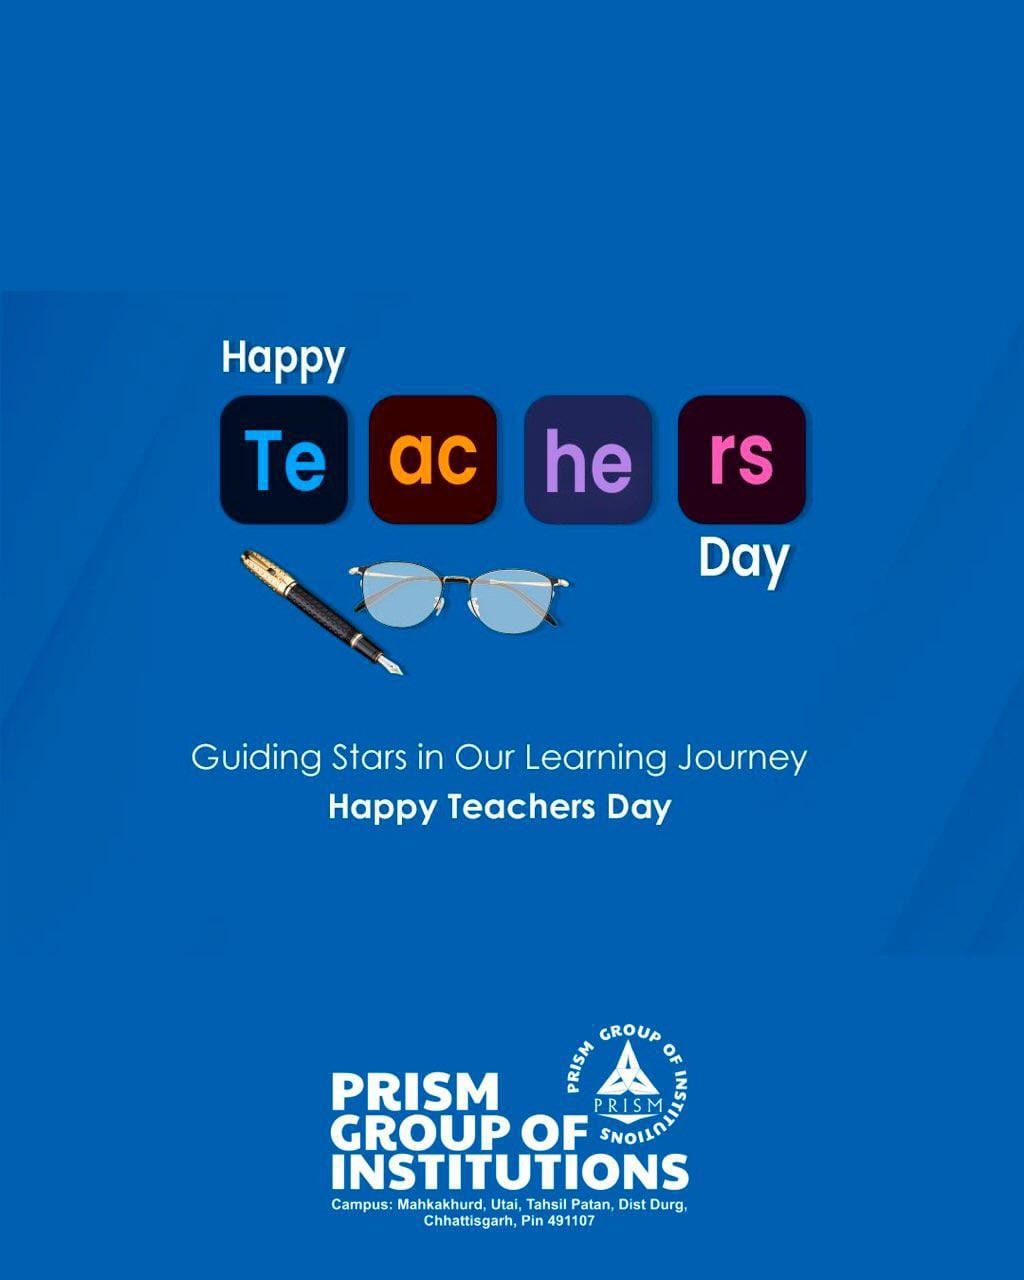 Happy
Te ac he rs
Day
Guiding Stars in Our Learning Journey
Happy Teachers Day
PRISM GROUP OF INSTITUTIONS
PRISM
PRISM
GROUP OF
INSTITUTIONS
Campus: Mahkakhurd, Utai, Tahsil Patan, Dist Durg,
Chhattisgarh, Pin 491107